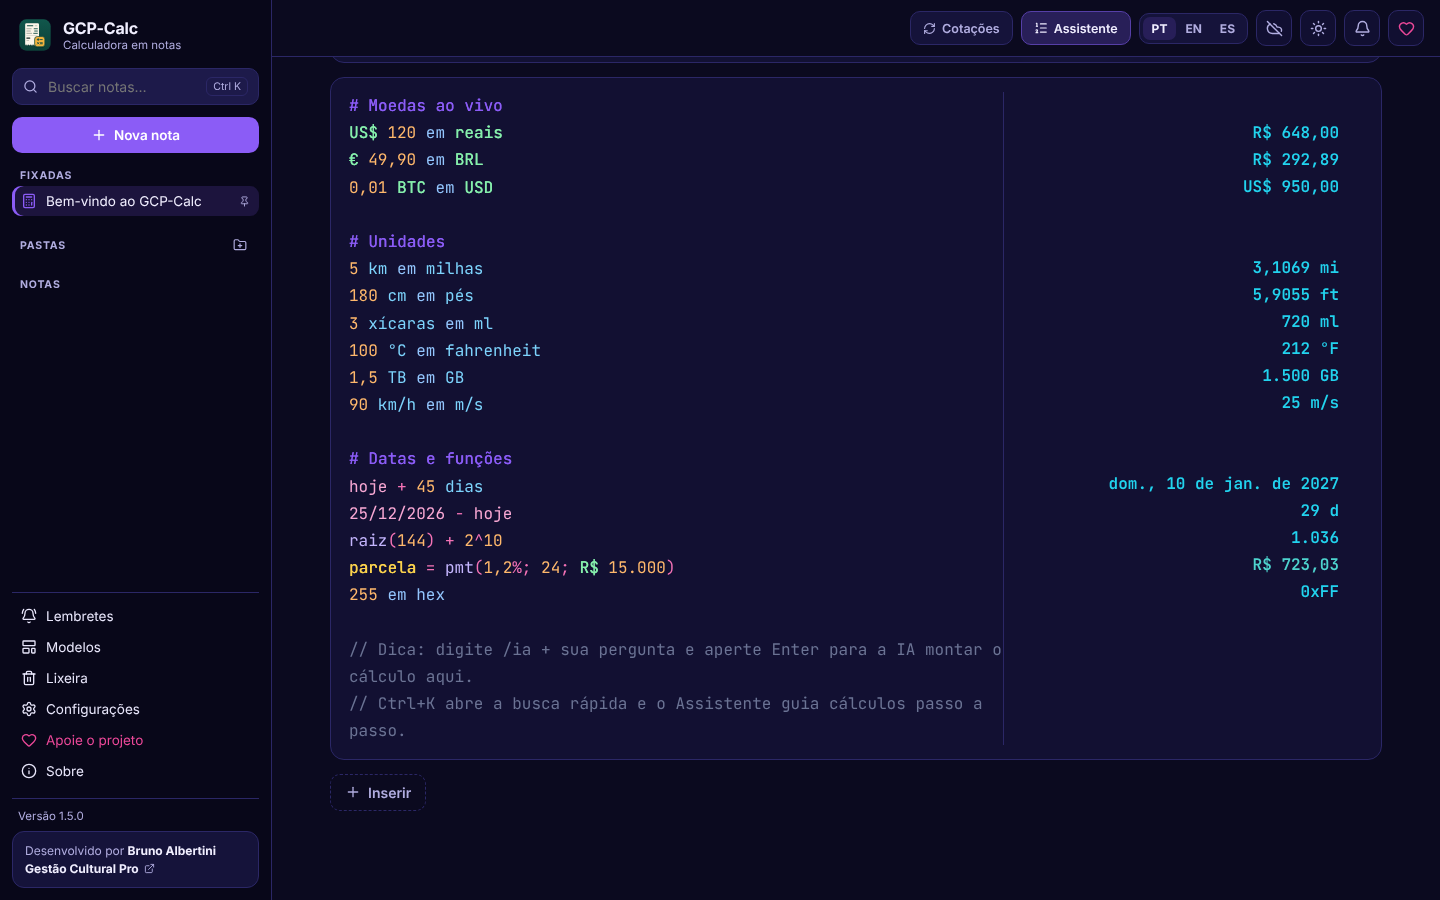 GCP-Calc
Calculadora em notas
Buscar notas...
Ctrl K
Nova nota
FIXADAS
Bem-vindo ao GCP-Calc
PASTAS
NOTAS
Lembretes
Modelos
Lixeira
Configurações
Apoie o projeto
Sobre
Versão 1.5.0
Desenvolvido por Bruno Albertini
Gestão Cultural Pro
Cotações
Assistente
PT EN ES
# Moedas ao vivo
US$ 120 em reais R$ 648,00
€ 49,90 em BRL R$ 292,89
0,01 BTC em USD US$ 950,00
# Unidades
5 km em milhas 3,1069 mi
180 cm em pés 5,9055 ft
3 xícaras em ml 720 ml
100 °C em fahrenheit 212 °F
1,5 TB em GB 1.500 GB
90 km/h em m/s 25 m/s
# Datas e funções
hoje + 45 dias dom., 10 de jan. de 2027
25/12/2026 - hoje 29 d
raiz(144) + 2^10 1.036
parcela = pmt(1,2%; 24; R$ 15.000) R$ 723,03
255 em hex 0xFF
// Dica: digite /ia + sua pergunta e aperte Enter para a IA montar o
cálculo aqui.
// Ctrl+K abre a busca rápida e o Assistente guia cálculos passo a
passo.
Inserir